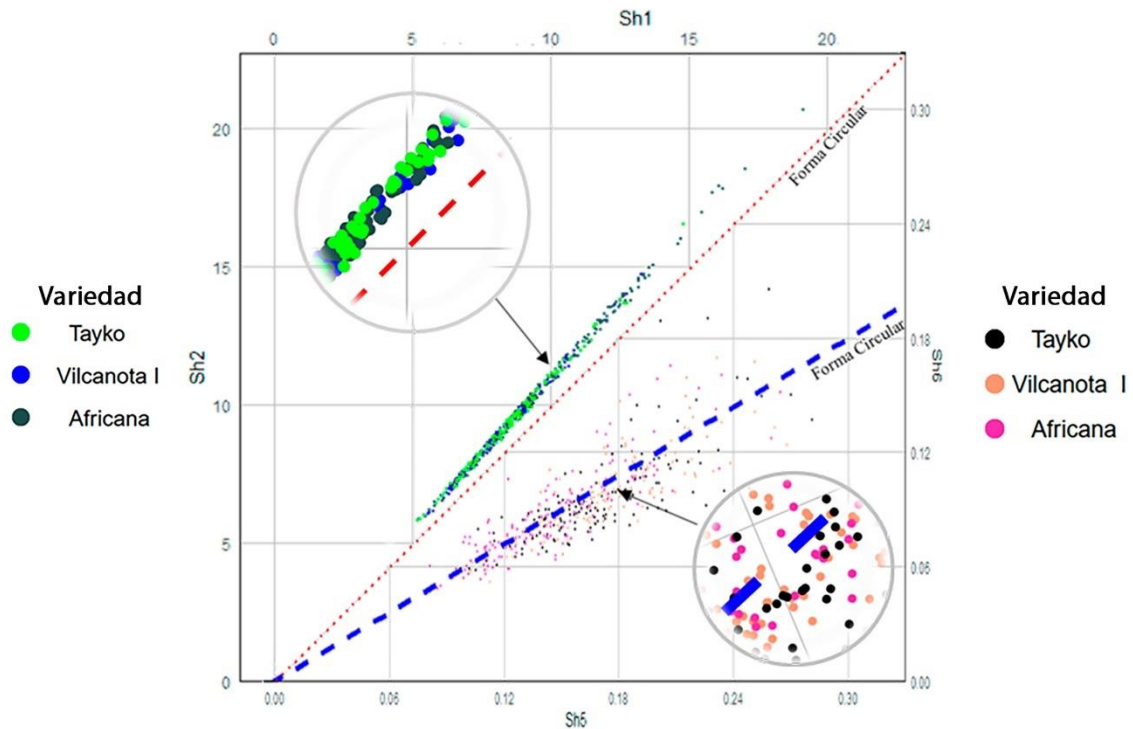 Sh1
0 5 10 15 20
20
15
10
5
0
Sh2
0.30
0.24
0.18
0.12
0.06
0.00
Sh6
Forma Circular
Forma Circular
Variedad
Tayko
Vilcanota I
Africana
Variedad
Tayko
Vilcanota I
Africana
0.00 0.05 0.12 0.18 0.24 0.30
Sh5